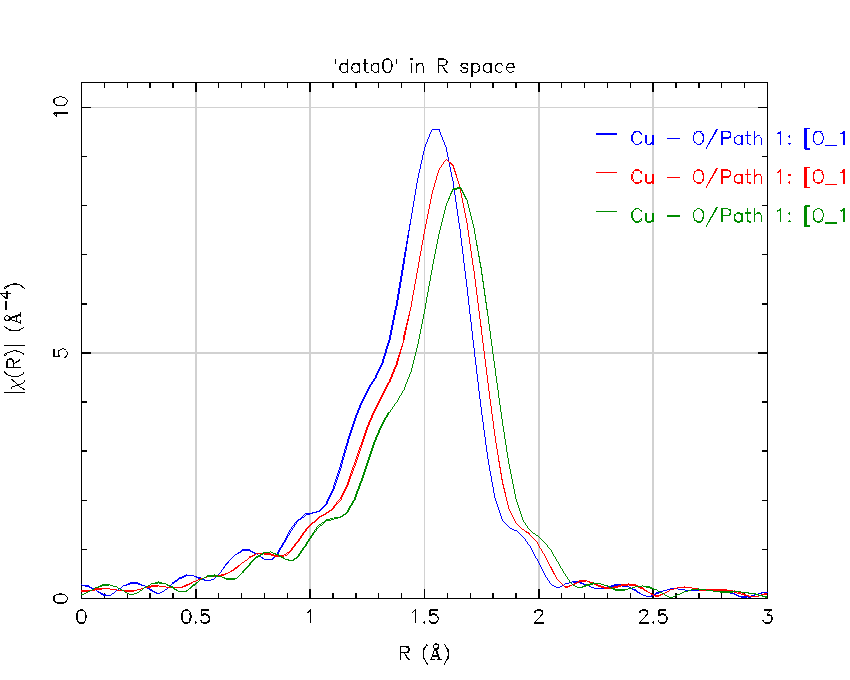 'data0' in R space
10
5
0
|χ(R)| (Å−4)
Cu − O/Path 1: [O_1
Cu − O/Path 1: [O_1
Cu − O/Path 1: [O_1
0 0.5 1 1.5 2 2.5 3
R (Å)